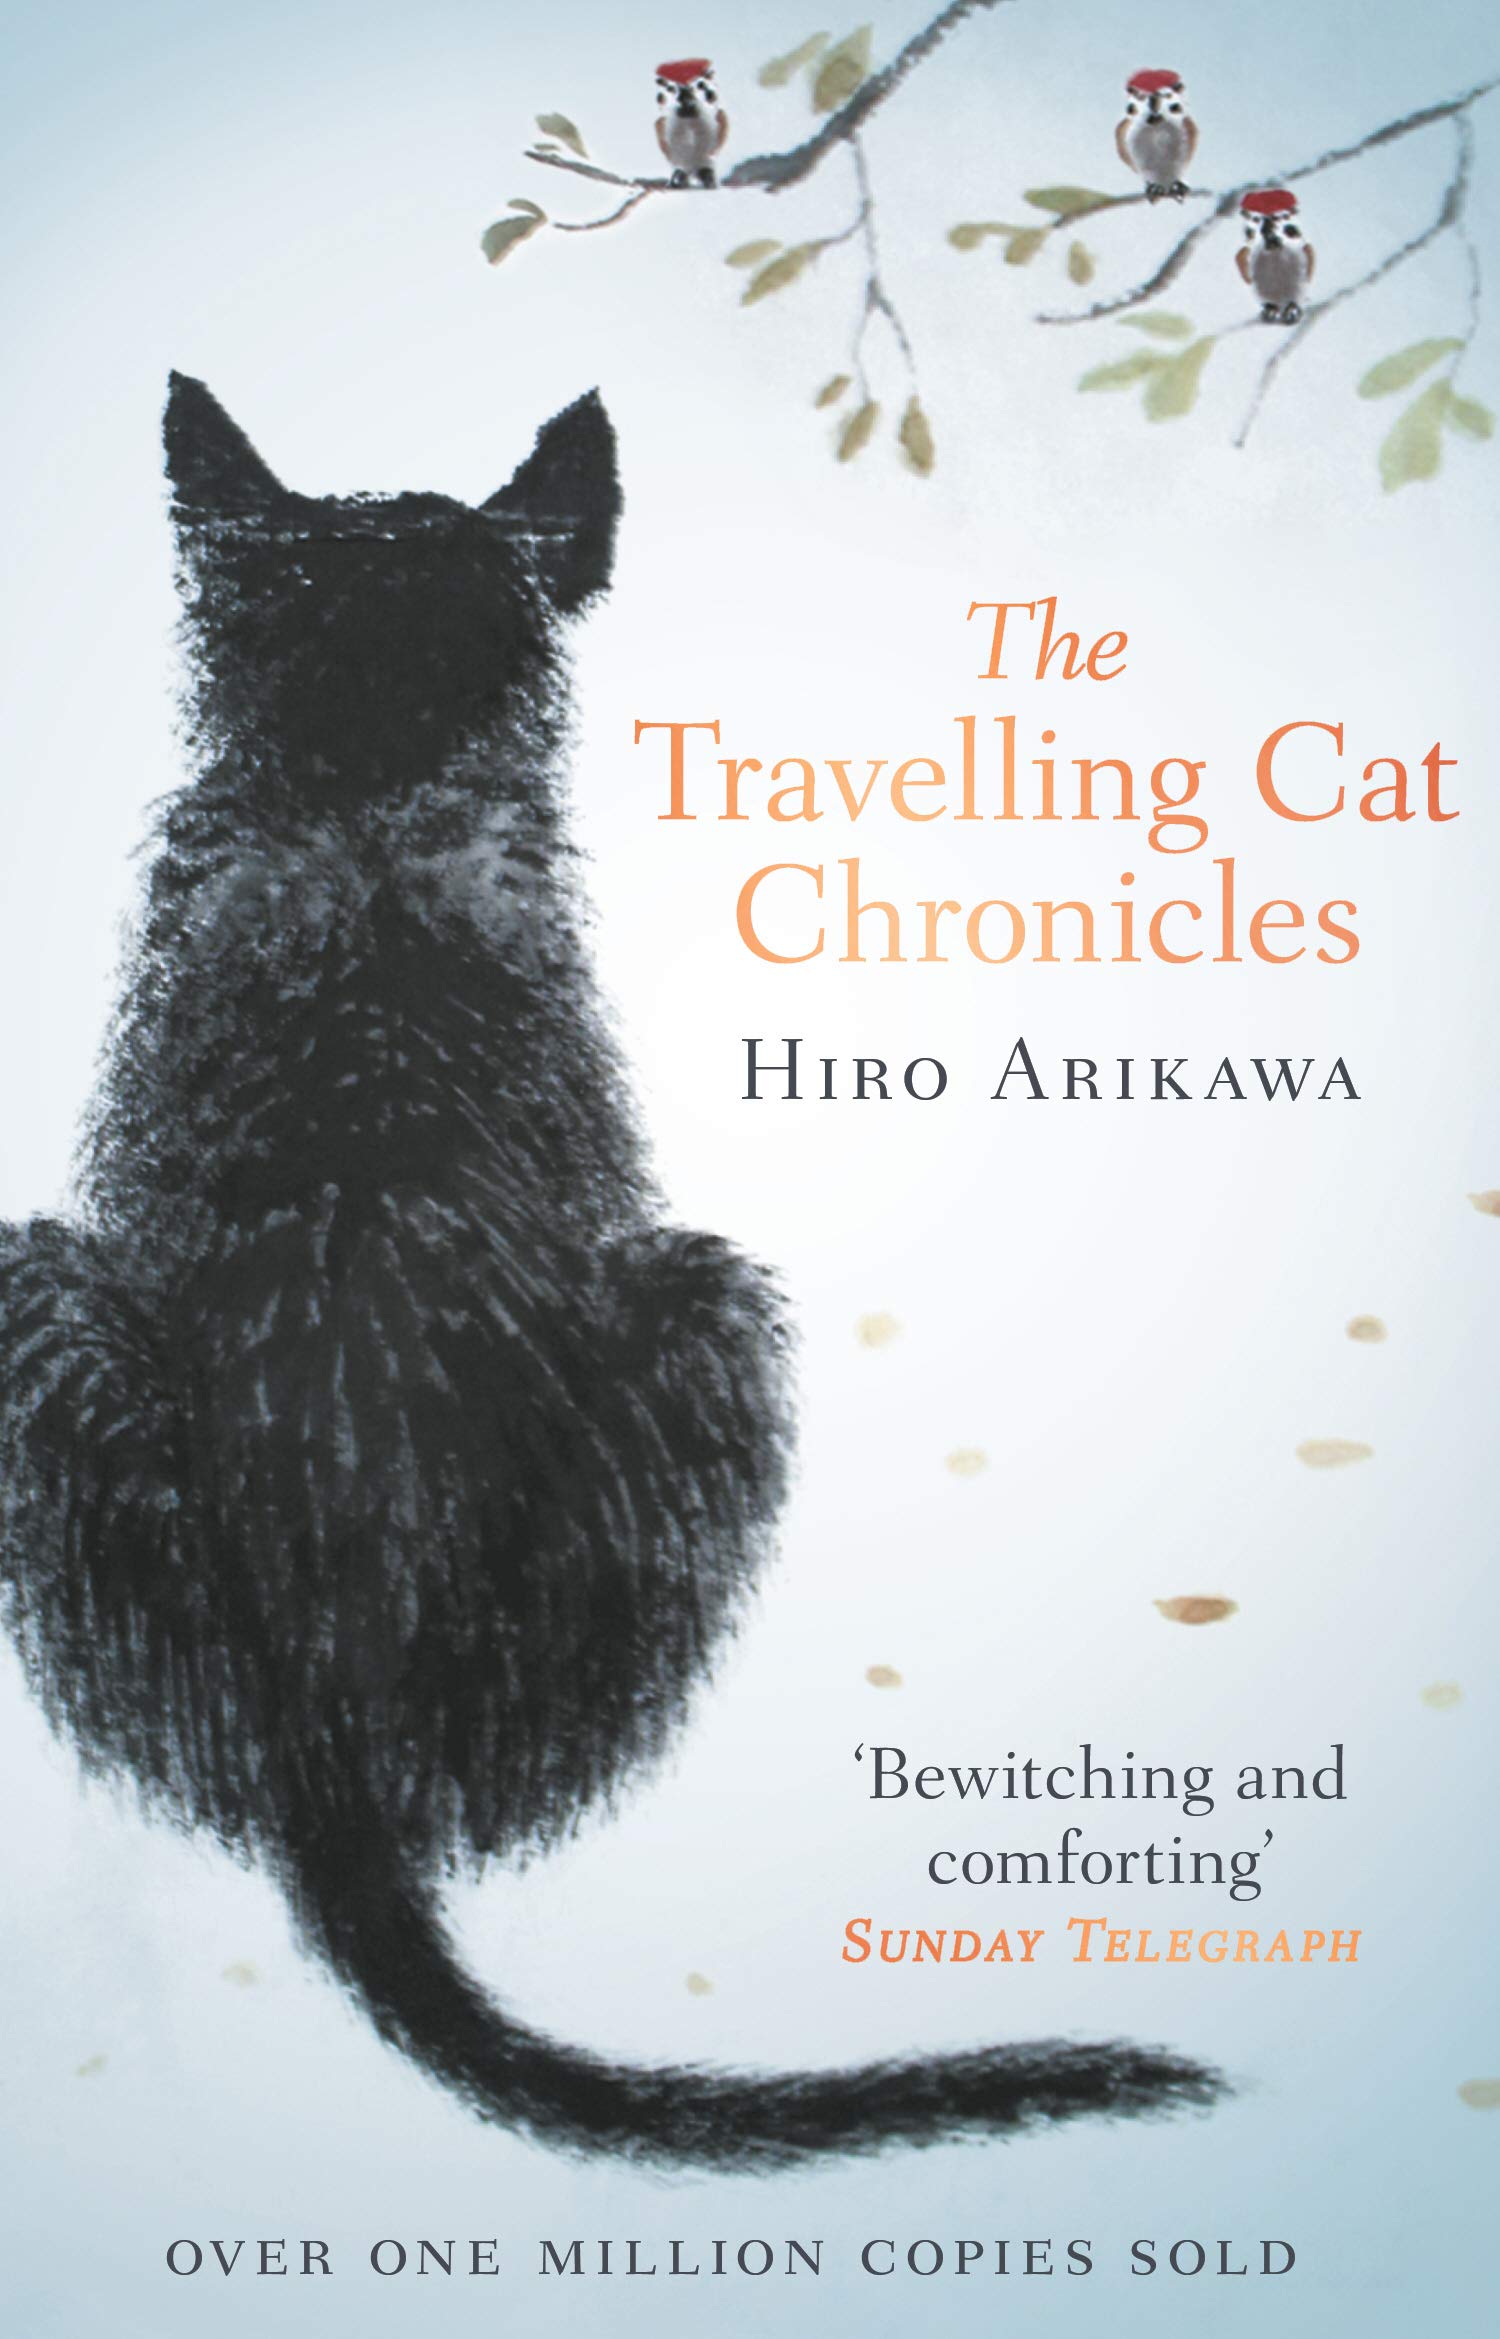 The
Travelling Cat
Chronicles
HIRO ARIKAWA
‘Bewitching and
comforting’
SUNDAY TELEGRAPH
OVER ONE MILLION COPIES SOLD